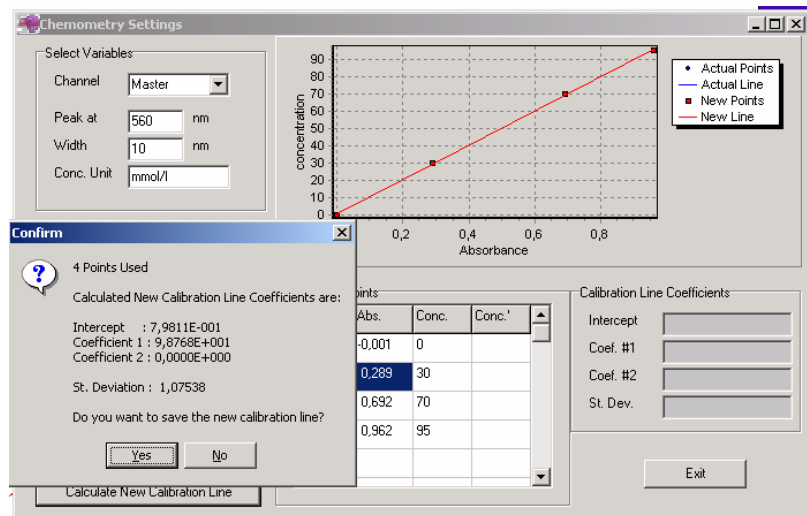 Chemometry Settings
Select Variables
Channel Master
Peak at 560 nm
Width 10 nm
Conc. Unit mmol/l
concentration
90
80
70
60
50
40
30
20
10
0
0,2 0,4 0,6 0,8
Absorbance
Actual Points
Actual Line
New Points
New Line
Confirm
4 Points Used
Calculated New Calibration Line Coefficients are:
Intercept : 7,9811E-001
Coefficient 1 : 9,8768E+001
Coefficient 2 : 0,0000E+000
St. Deviation : 1,07538
Do you want to save the new calibration line?
Yes No
Abs. Conc. Conc.'
-0,001 0
0,289 30
0,692 70
0,962 95
Calibration Line Coefficients
Intercept
Coef. #1
Coef. #2
St. Dev.
Calculate New Calibration Line
Exit